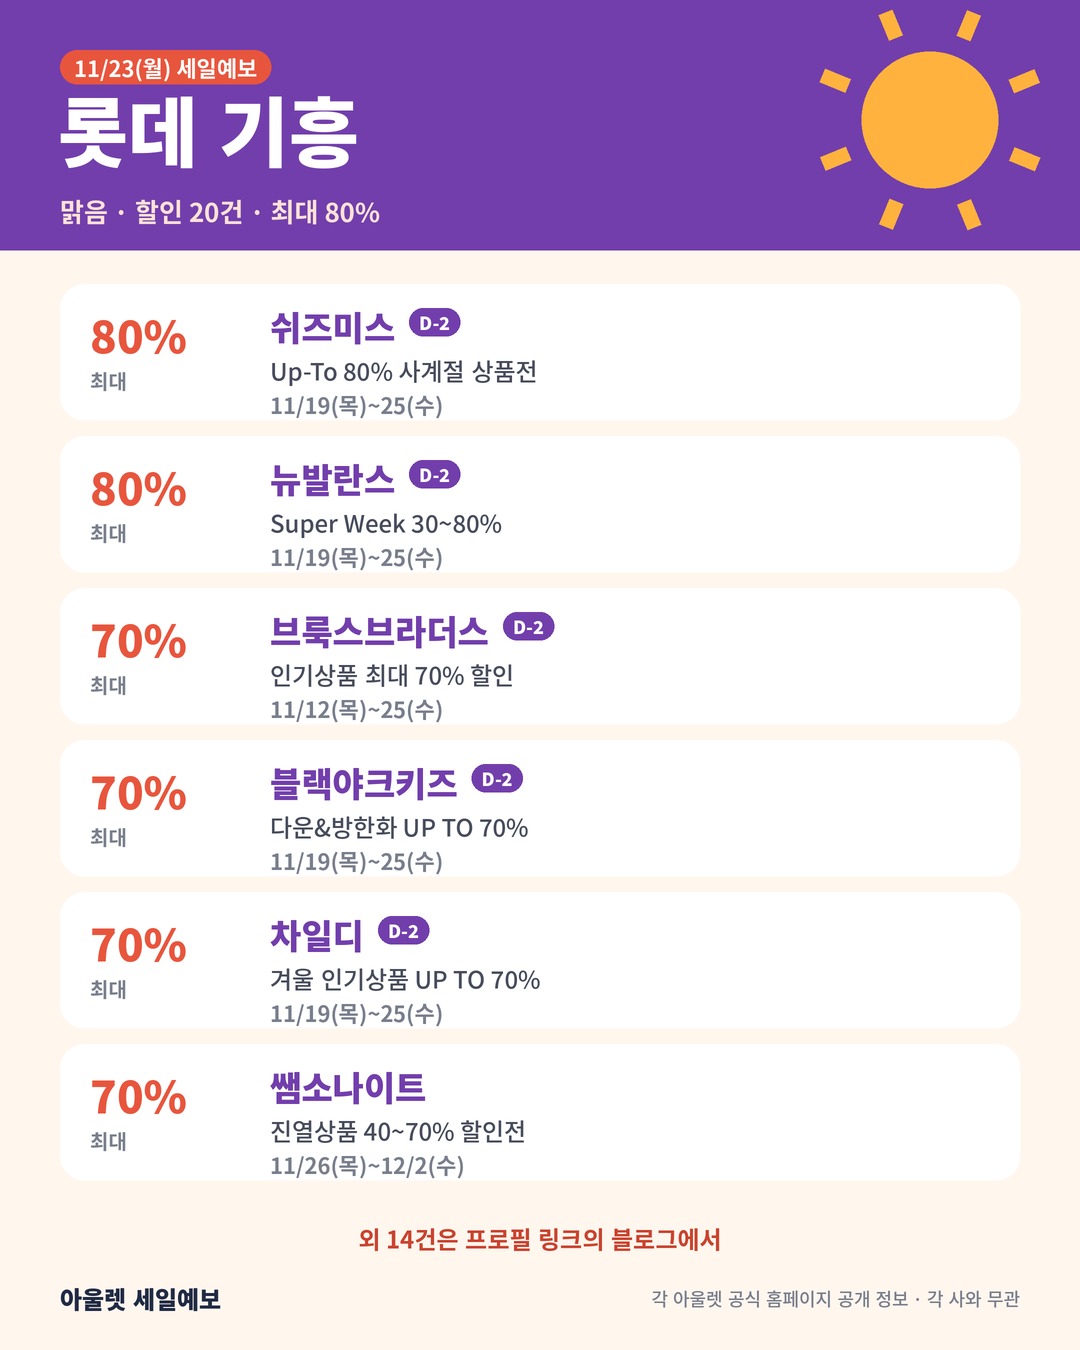 11/23(월) 세일예보
롯데 기흥
맑음 · 할인 20건 · 최대 80%
80%
최대
쉬즈미스 D-2
Up-To 80% 사계절 상품전
11/19(목)~25(수)
80%
최대
뉴발란스 D-2
Super Week 30~80%
11/19(목)~25(수)
70%
최대
브룩스브라더스 D-2
인기상품 최대 70% 할인
11/12(목)~25(수)
70%
최대
블랙야크키즈 D-2
다운&방한화 UP TO 70%
11/19(목)~25(수)
70%
최대
차일디 D-2
겨울 인기상품 UP TO 70%
11/19(목)~25(수)
70%
최대
쌤소나이트
진열상품 40~70% 할인전
11/26(목)~12/2(수)
외 14건은 프로필 링크의 블로그에서
아울렛 세일예보
각 아울렛 공식 홈페이지 공개 정보 · 각 사와 무관